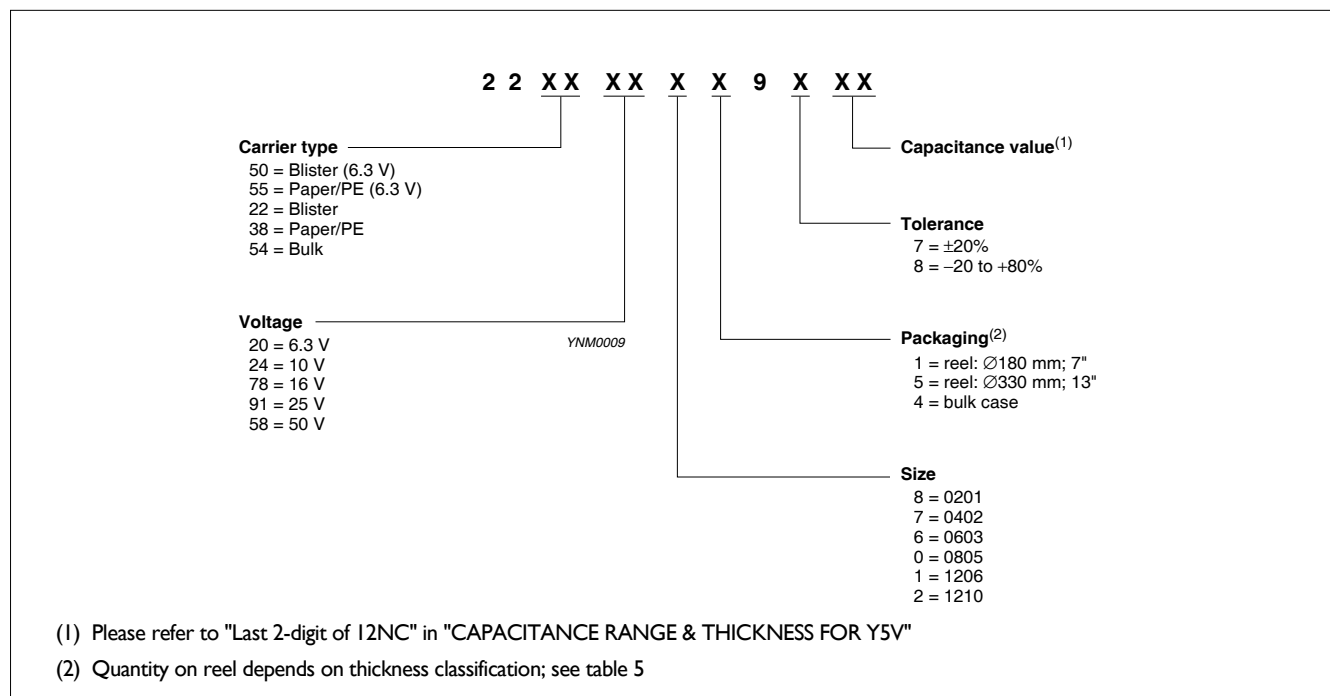 2 2 X X X X X X 9 X X X
Carrier type
50 = Blister (6.3 V)
55 = Paper/PE (6.3 V)
22 = Blister
38 = Paper/PE
54 = Bulk
Voltage
20 = 6.3 V
24 = 10 V
78 = 16 V
91 = 25 V
58 = 50 V
YNM0009
Capacitance value(1)
Tolerance
7 = ±20%
8 = −20 to +80%
Packaging(2)
1 = reel: ∅180 mm; 7"
5 = reel: ∅330 mm; 13"
4 = bulk case
Size
8 = 0201
7 = 0402
6 = 0603
0 = 0805
1 = 1206
2 = 1210
(1) Please refer to "Last 2-digit of 12NC" in "CAPACITANCE RANGE & THICKNESS FOR Y5V"
(2) Quantity on reel depends on thickness classification; see table 5